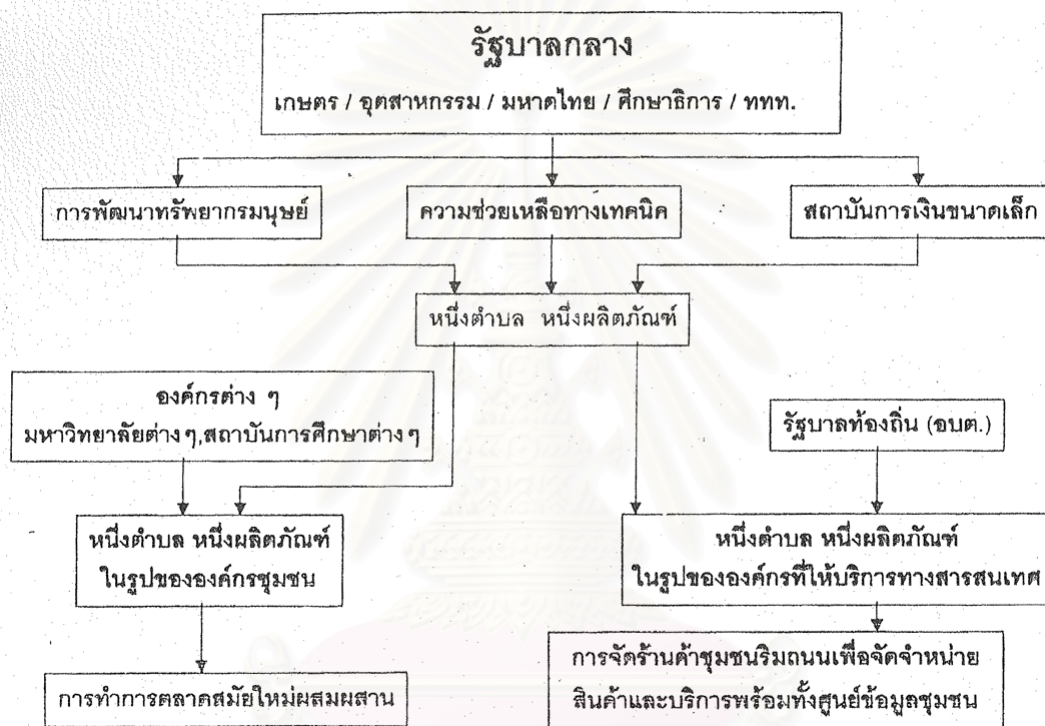 รัฐบาลกลาง
เกษตร / อุตสาหกรรม / มหาดไทย / ศึกษาธิการ / ททท.
การพัฒนาทรัพยากรมนุษย์
ความช่วยเหลือทางเทคนิค
สถาบันการเงินขนาดเล็ก
หนึ่งตำบล หนึ่งผลิตภัณฑ์
องค์กรต่าง ๆ
มหาวิทยาลัยต่างๆ,สถาบันการศึกษาต่างๆ
รัฐบาลท้องถิ่น (อบต.)
หนึ่งตำบล หนึ่งผลิตภัณฑ์
ในรูปขององค์กรชุมชน
หนึ่งตำบล หนึ่งผลิตภัณฑ์
ในรูปขององค์กรที่ให้บริการทางสารสนเทศ
การทำการตลาดสมัยใหม่ผสมผสาน
การจัดร้านค้าชุมชนริมถนนเพื่อจัดจำหน่าย
สินค้าและบริการพร้อมทั้งศูนย์ข้อมูลชุมชน